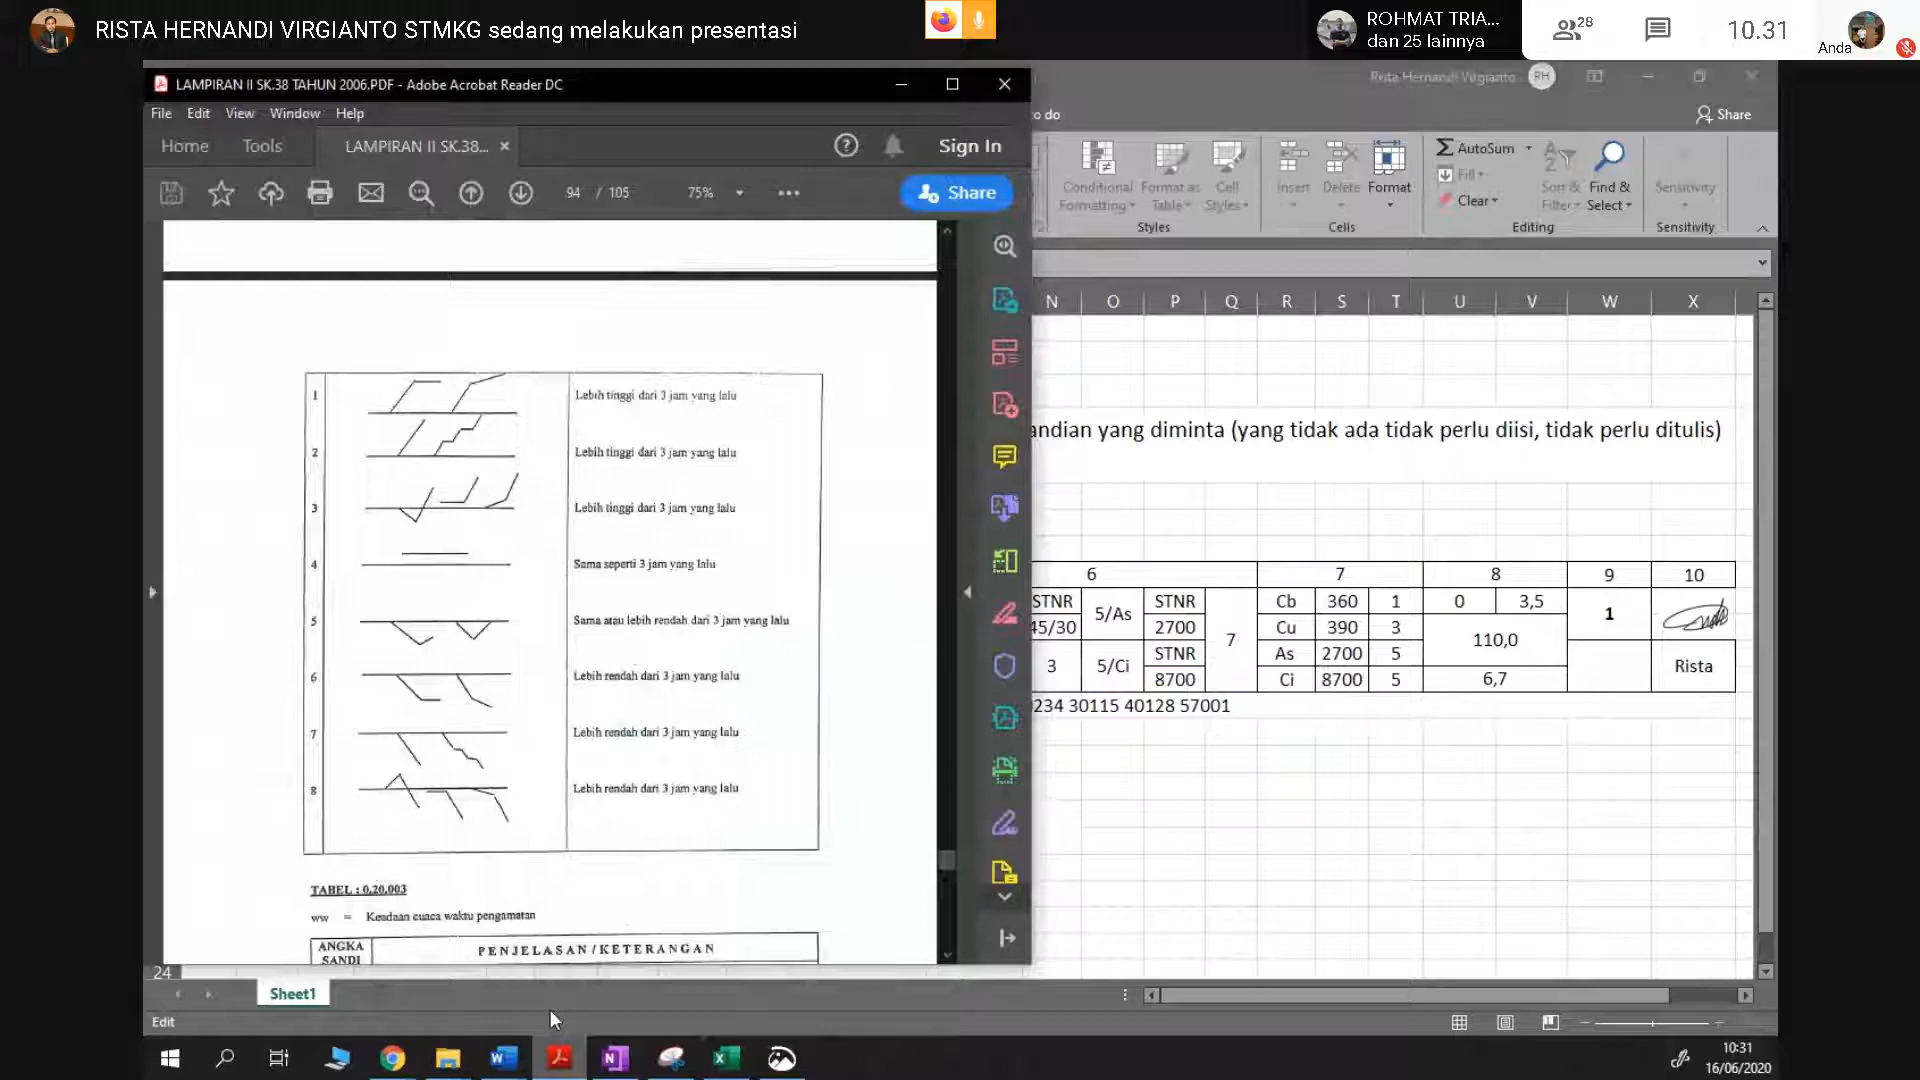 RISTA HERNANDI VIRGIANTO STMKG sedang melakukan presentasi
ROHMAT TRIA...
dan 25 lainnya
28
10.31
Anda
LAMPIRAN II SK.38 TAHUN 2006.PDF - Adobe Acrobat Reader DC
File Edit View Window Help
Home Tools LAMPIRAN II SK.38... × Sign In
94 / 105 75% Share
1 Lebih tinggi dari 3 jam yang lalu
2 Lebih tinggi dari 3 jam yang lalu
3 Lebih tinggi dari 3 jam yang lalu
4 Sama seperti 3 jam yang lalu
5 Sama atau lebih rendah dari 3 jam yang lalu
6 Lebih rendah dari 3 jam yang lalu
7 Lebih rendah dari 3 jam yang lalu
8 Lebih rendah dari 3 jam yang lalu
TABEL : 0.20.003
ww = Keadaan cuaca waktu pengamatan
ANGKA SANDI PENJELASAN / KETERANGAN
Rista Hernandi Virgianto RH
o do Share
Conditional Formatting Format as Table Cell Styles Insert Delete Format AutoSum Fill Clear Sort & Filter Find & Select Sensitivity
Styles Cells Editing Sensitivity
N O P Q R S T U V W X
andian yang diminta (yang tidak ada tidak perlu diisi, tidak perlu ditulis)
6 7 8 9 10
STNR 5/As STNR 7 Cb 360 1 0 3,5 1
45/30 2700 Cu 390 3 110,0
3 5/Ci STNR As 2700 5 Rista
8700 Ci 8700 5 6,7
234 30115 40128 57001
24
Sheet1
Edit
10:31
16/06/2020